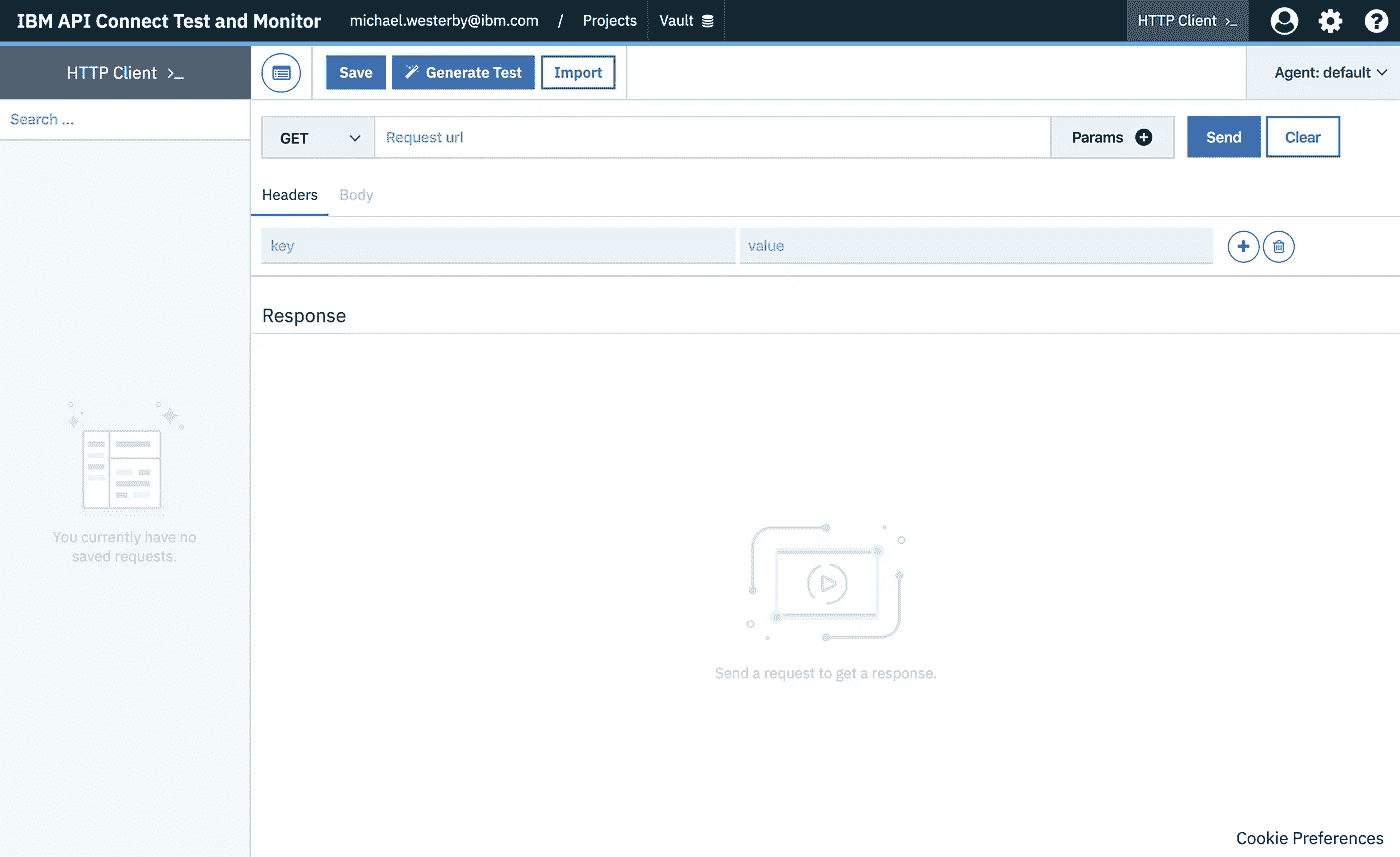 IBM API Connect Test and Monitor michael.westerby@ibm.com / Projects Vault HTTP Client >_
HTTP Client >_ Save Generate Test Import Agent: default
Search ...
GET Request url Params Send Clear
Headers Body
key value
Response
You currently have no
saved requests.
Send a request to get a response.
Cookie Preferences